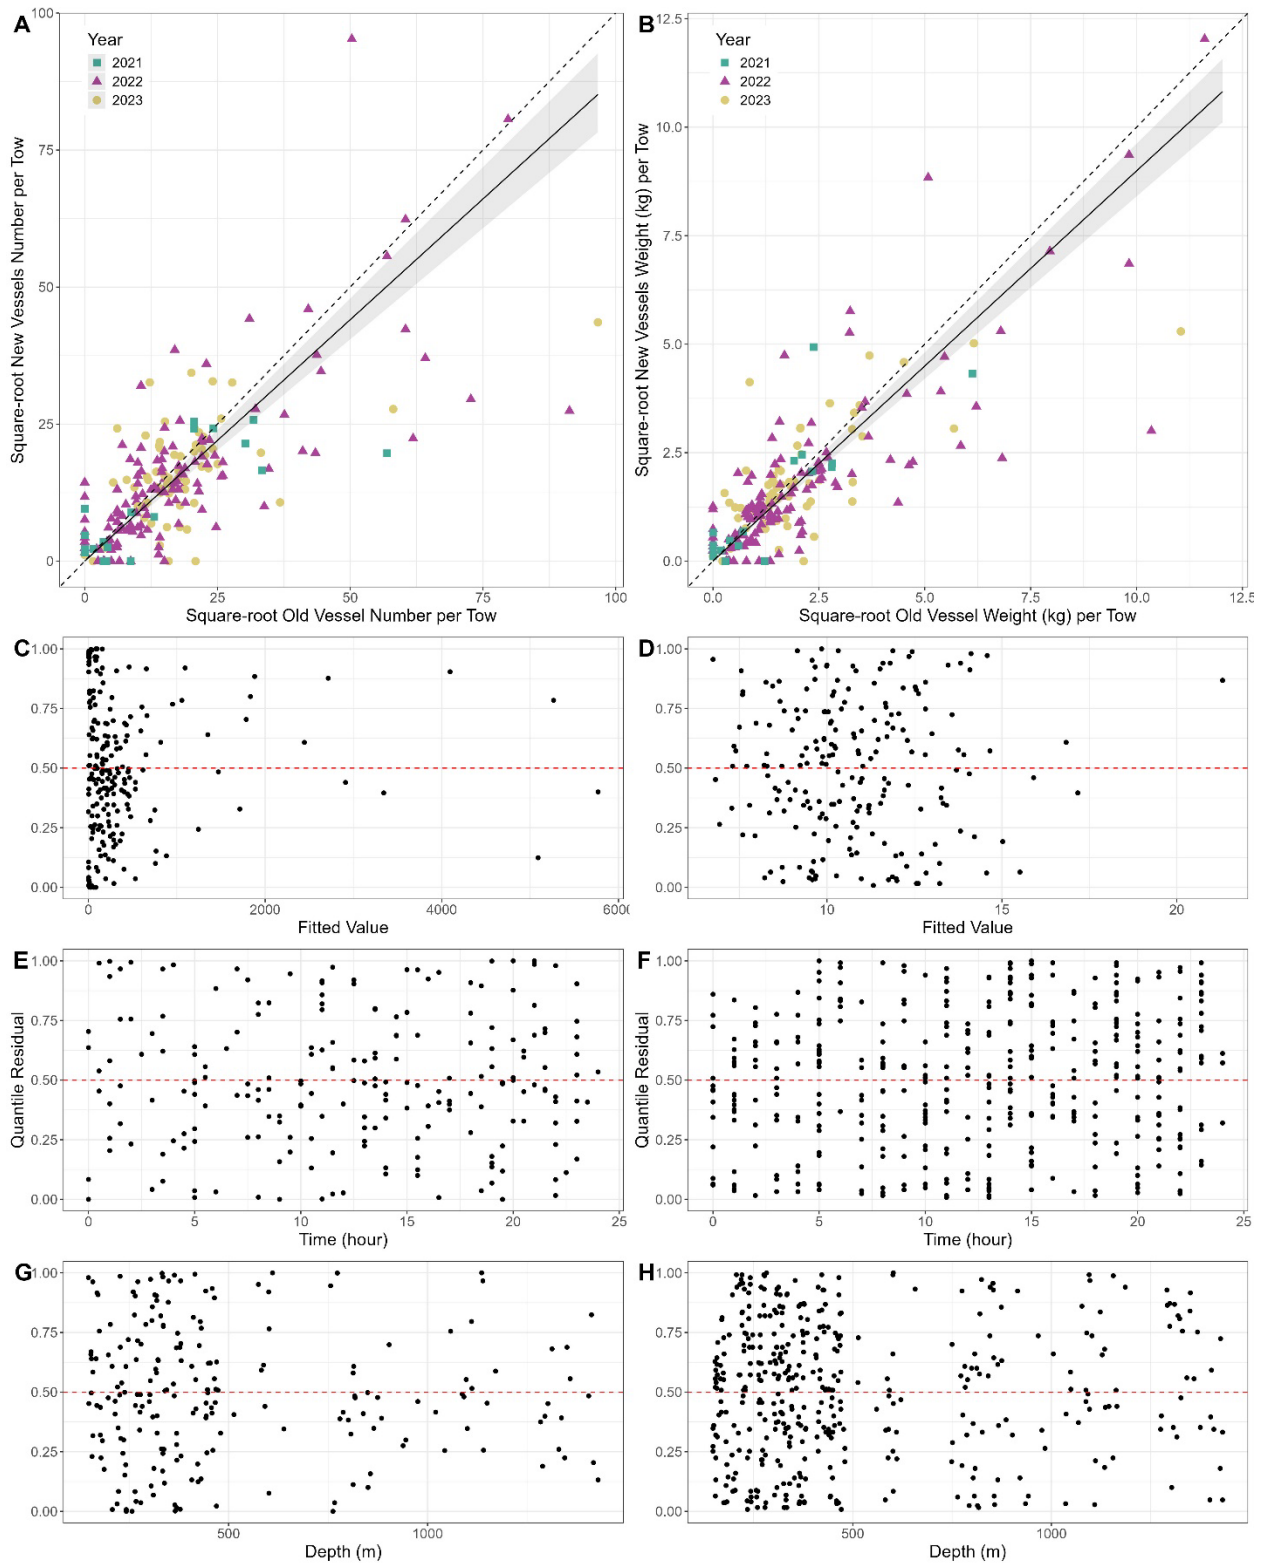 A
Year
2021
2022
2023
100
75
50
25
0
Square-root New Vessels Number per Tow
0 25 50 75 100
Square-root Old Vessel Number per Tow
B
Year
2021
2022
2023
12.5
10.0
7.5
5.0
2.5
0.0
Square-root New Vessels Weight (kg) per Tow
0.0 2.5 5.0 7.5 10.0 12.5
Square-root Old Vessel Weight (kg) per Tow
C
1.00
0.75
0.50
0.25
0.00
0 2000 4000 6000
Fitted Value
D
1.00
0.75
0.50
0.25
0.00
10 15 20
Fitted Value
E
1.00
0.75
0.50
0.25
0.00
Quantile Residual
0 5 10 15 20 25
Time (hour)
F
1.00
0.75
0.50
0.25
0.00
Quantile Residual
0 5 10 15 20 25
Time (hour)
G
1.00
0.75
0.50
0.25
0.00
500 1000
Depth (m)
H
1.00
0.75
0.50
0.25
0.00
500 1000
Depth (m)